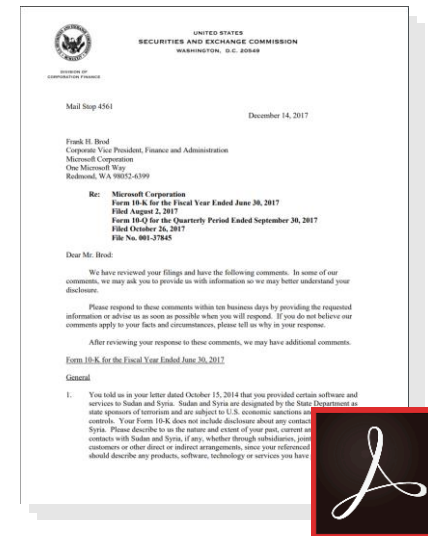 UNITED STATES
SECURITIES AND EXCHANGE COMMISSION
WASHINGTON, D.C. 20549
DIVISION OF
CORPORATION FINANCE
Mail Stop 4561
December 14, 2017
Frank H. Brod
Corporate Vice President, Finance and Administration
Microsoft Corporation
One Microsoft Way
Redmond, WA 98052-6399
Re: Microsoft Corporation
Form 10-K for the Fiscal Year Ended June 30, 2017
Filed August 2, 2017
Form 10-Q for the Quarterly Period Ended September 30, 2017
Filed October 26, 2017
File No. 001-37845
Dear Mr. Brod:
We have reviewed your filings and have the following comments. In some of our
comments, we may ask you to provide us with information so we may better understand your
disclosure.
Please respond to these comments within ten business days by providing the requested
information or advise us as soon as possible when you will respond. If you do not believe our
comments apply to your facts and circumstances, please tell us why in your response.
After reviewing your response to these comments, we may have additional comments.
Form 10-K for the Fiscal Year Ended June 30, 2017
General
1. You told us in your letter dated October 15, 2014 that you provided certain software and
services to Sudan and Syria. Sudan and Syria are designated by the State Department as
state sponsors of terrorism and are subject to U.S. economic sanctions an
controls. Your Form 10-K does not include disclosure about any contact
Syria. Please describe to us the nature and extent of your past, current an
contacts with Sudan and Syria, if any, whether through subsidiaries, joint
customers or other direct or indirect arrangements, since your referenced
should describe any products, software, technology or services you have